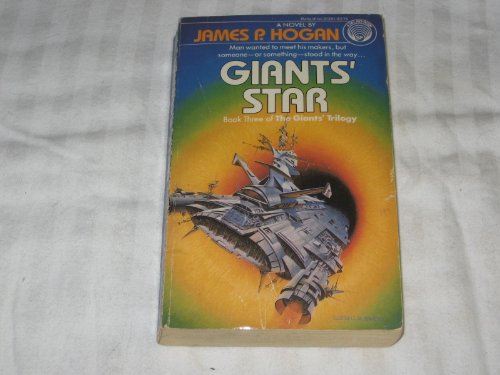 A NOVEL BY
JAMES P. HOGAN
Man wanted to meet his makers, but
someone—or something—stood in the way...
GIANTS'
STAR
Book Three of The Giants' Trilogy